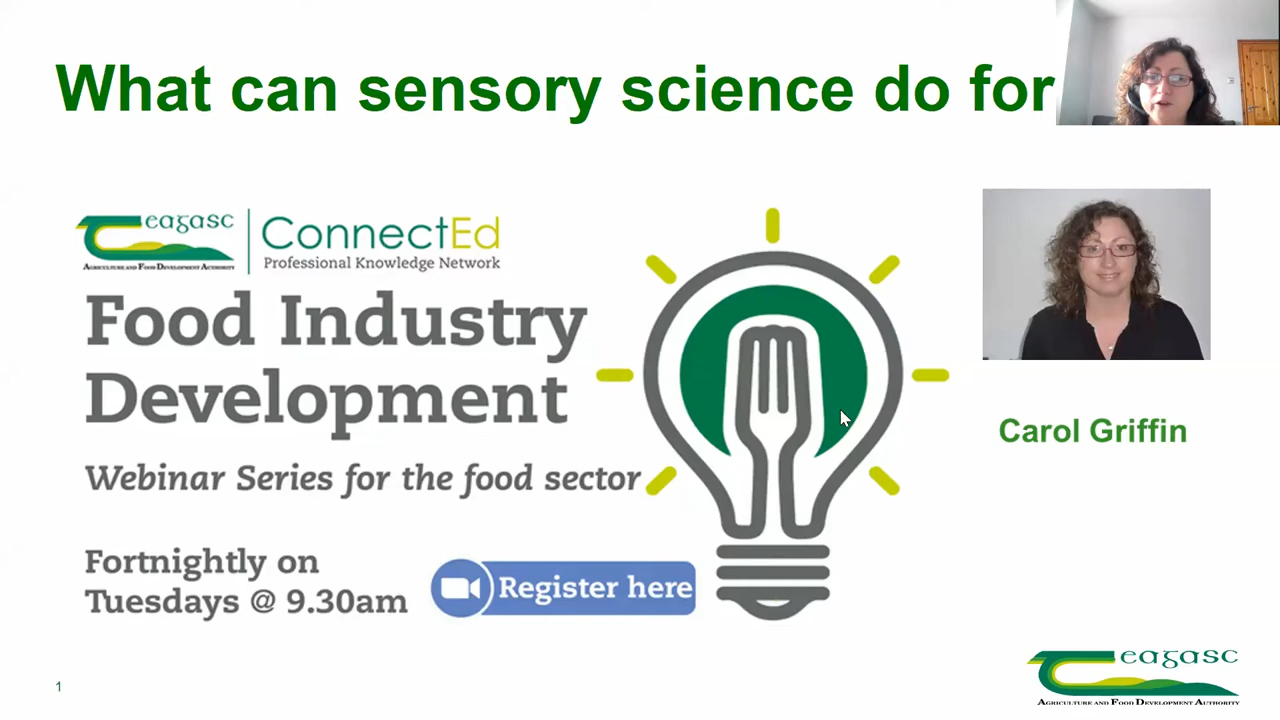 What can sensory science do for
eagasc
AGRICULTURE AND FOOD DEVELOPMENT AUTHORITY
ConnectEd
Professional Knowledge Network
Food Industry
Development
Webinar Series for the food sector
Fortnightly on
Tuesdays @ 9.30am
Register here
Carol Griffin
1
eagasc
AGRICULTURE AND FOOD DEVELOPMENT AUTHORITY